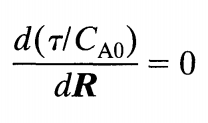 d(τ/C_A0)/dR = 0